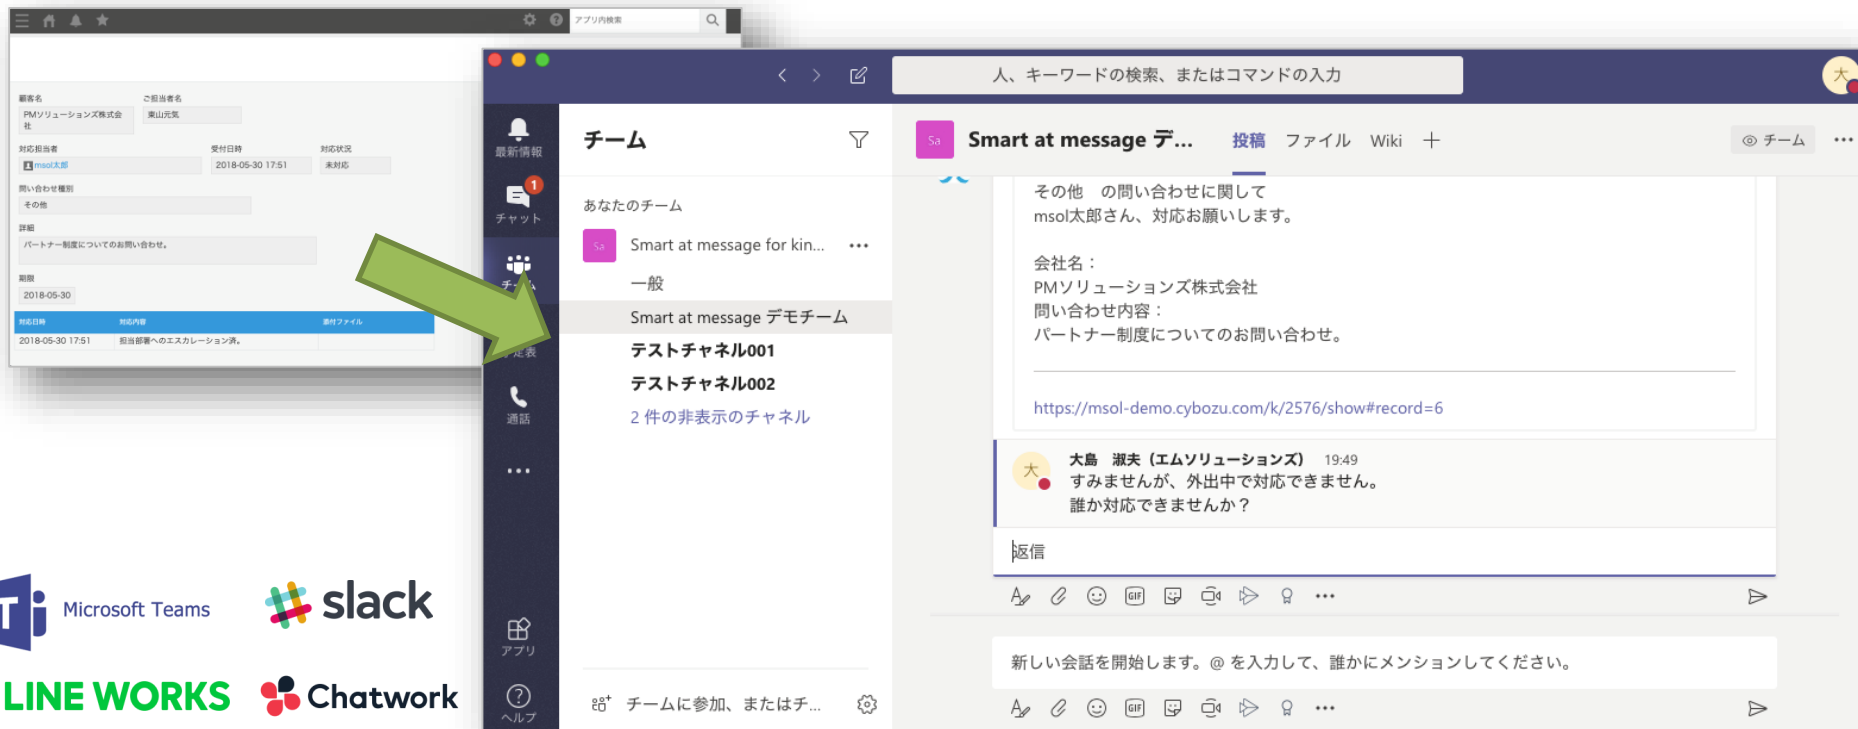 アプリ内検索
顧客名
ご担当者名
PMソリューションズ株式会社
東山元気
対応担当者
受付日時
対応状況
msol太郎
2018-05-30 17:51
未対応
問い合わせ種別
その他
詳細
パートナー制度についてのお問い合わせ。
期限
2018-05-30
対応日時
対応内容
添付ファイル
2018-05-30 17:51
担当部署へのエスカレーション済。
人、キーワードの検索、またはコマンドの入力
大
最新情報
1
チャット
通話
アプリ
ヘルプ
チーム
あなたのチーム
Sa
Smart at message for kin...
一般
Smart at message デモチーム
テストチャネル001
テストチャネル002
2 件の非表示のチャネル
チームに参加、またはチ...
Sa
Smart at message デ...
投稿
ファイル
Wiki
チーム
その他 の問い合わせに関して
msol太郎さん、対応お願いします。
会社名：
PMソリューションズ株式会社
問い合わせ内容：
パートナー制度についてのお問い合わせ。
https://msol-demo.cybozu.com/k/2576/show#record=6
大
大島 淑夫（エムソリューションズ） 19:49
すみませんが、外出中で対応できません。
誰か対応できませんか？
返信
GIF
新しい会話を開始します。@ を入力して、誰かにメンションしてください。
GIF
T
Microsoft Teams
slack
LINE WORKS
Chatwork